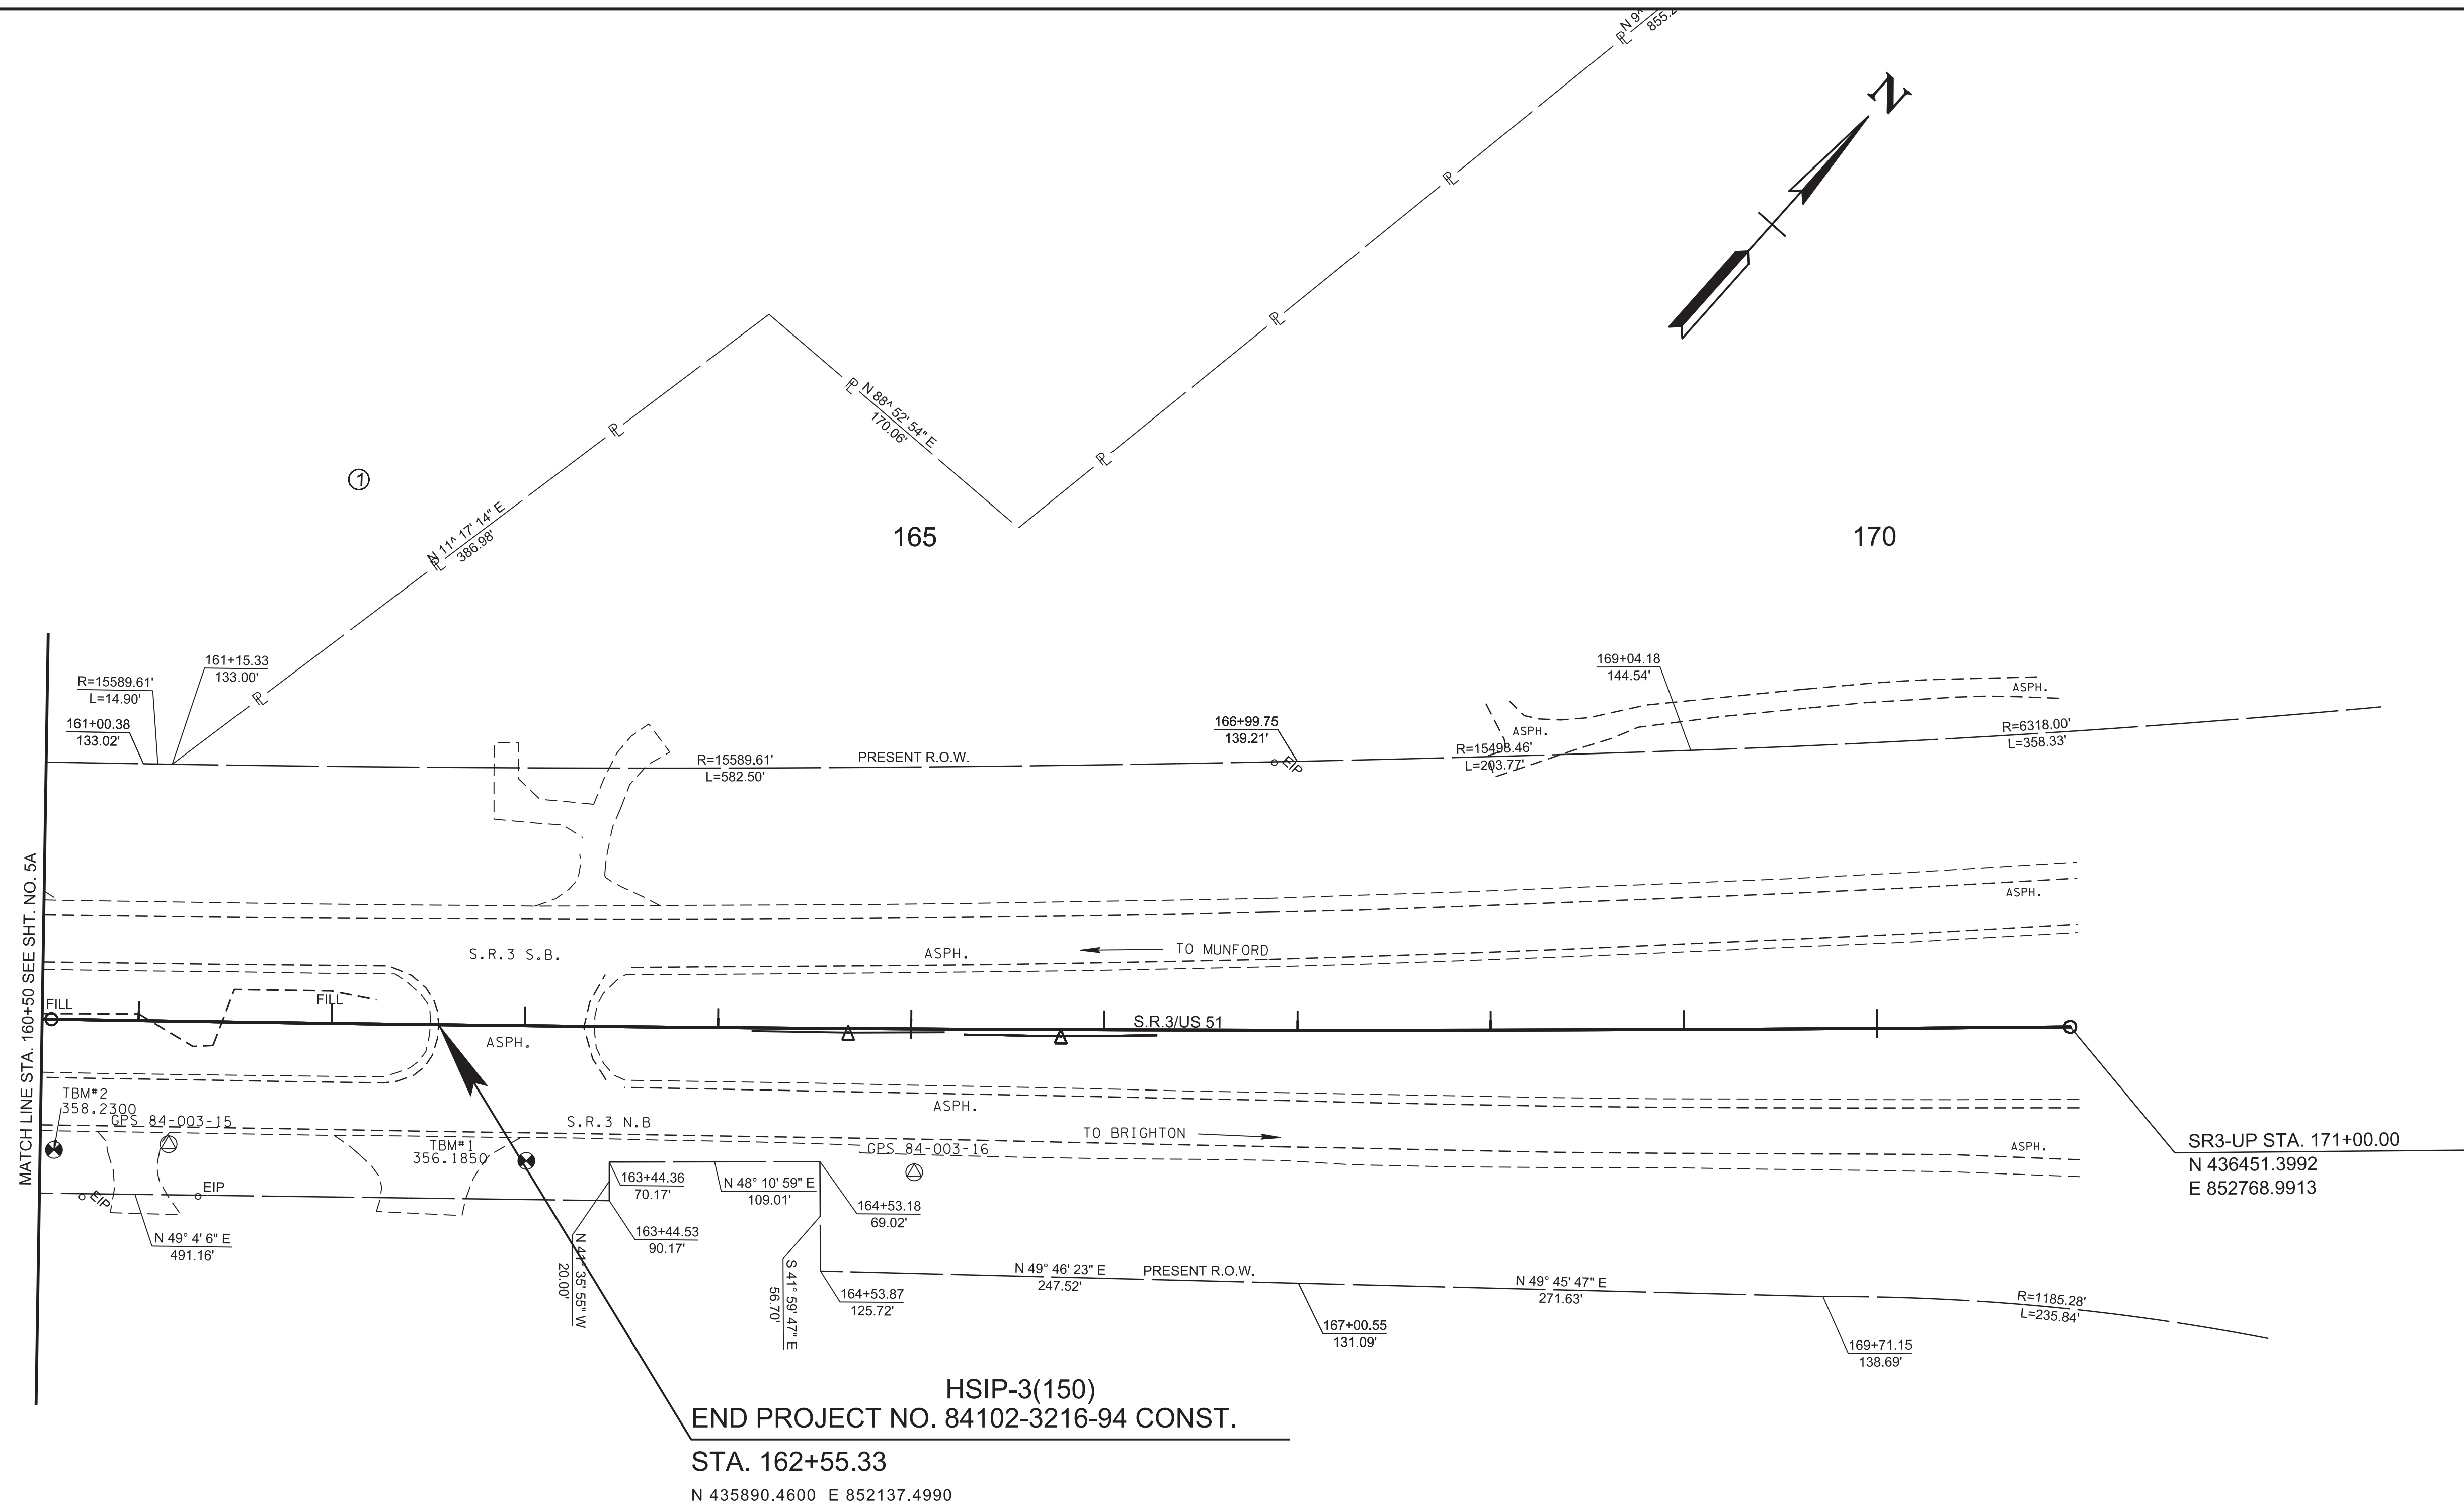 N 9^
855.2
N
N 88^ 52' 54" E
170.06'
1
N 11^ 17' 14" E
386.98'
165
170
161+15.33
133.00'
R=15589.61'
L=14.90'
161+00.38
133.02'
169+04.18
144.54'
ASPH.
166+99.75
139.21'
EIP
ASPH.
R=15498.46'
L=203.77'
R=6318.00'
L=358.33'
R=15589.61'
L=582.50'
PRESENT R.O.W.
MATCH LINE STA. 160+50 SEE SHT. NO. 5A
ASPH.
S.R.3 S.B.
ASPH.
TO MUNFORD
FILL
FILL
S.R.3/US 51
ASPH.
TBM#2
358.2300
GPS 84-003-15
S.R.3 N.B
ASPH.
TO BRIGHTON
TBM#1
356.1850
GPS 84-003-16
ASPH.
SR3-UP STA. 171+00.00
N 436451.3992
E 852768.9913
EIP
EIP
163+44.36
70.17'
N 48° 10' 59" E
109.01'
164+53.18
69.02'
N 49° 4' 6" E
491.16'
163+44.53
90.17'
N 41° 35' 55" W
20.00'
S 41° 59' 47" E
56.70'
164+53.87
125.72'
N 49° 46' 23" E
247.52'
PRESENT R.O.W.
N 49° 45' 47" E
271.63'
R=1185.28'
L=235.84'
167+00.55
131.09'
169+71.15
138.69'
HSIP-3(150)
END PROJECT NO. 84102-3216-94 CONST.
STA. 162+55.33
N 435890.4600 E 852137.4990